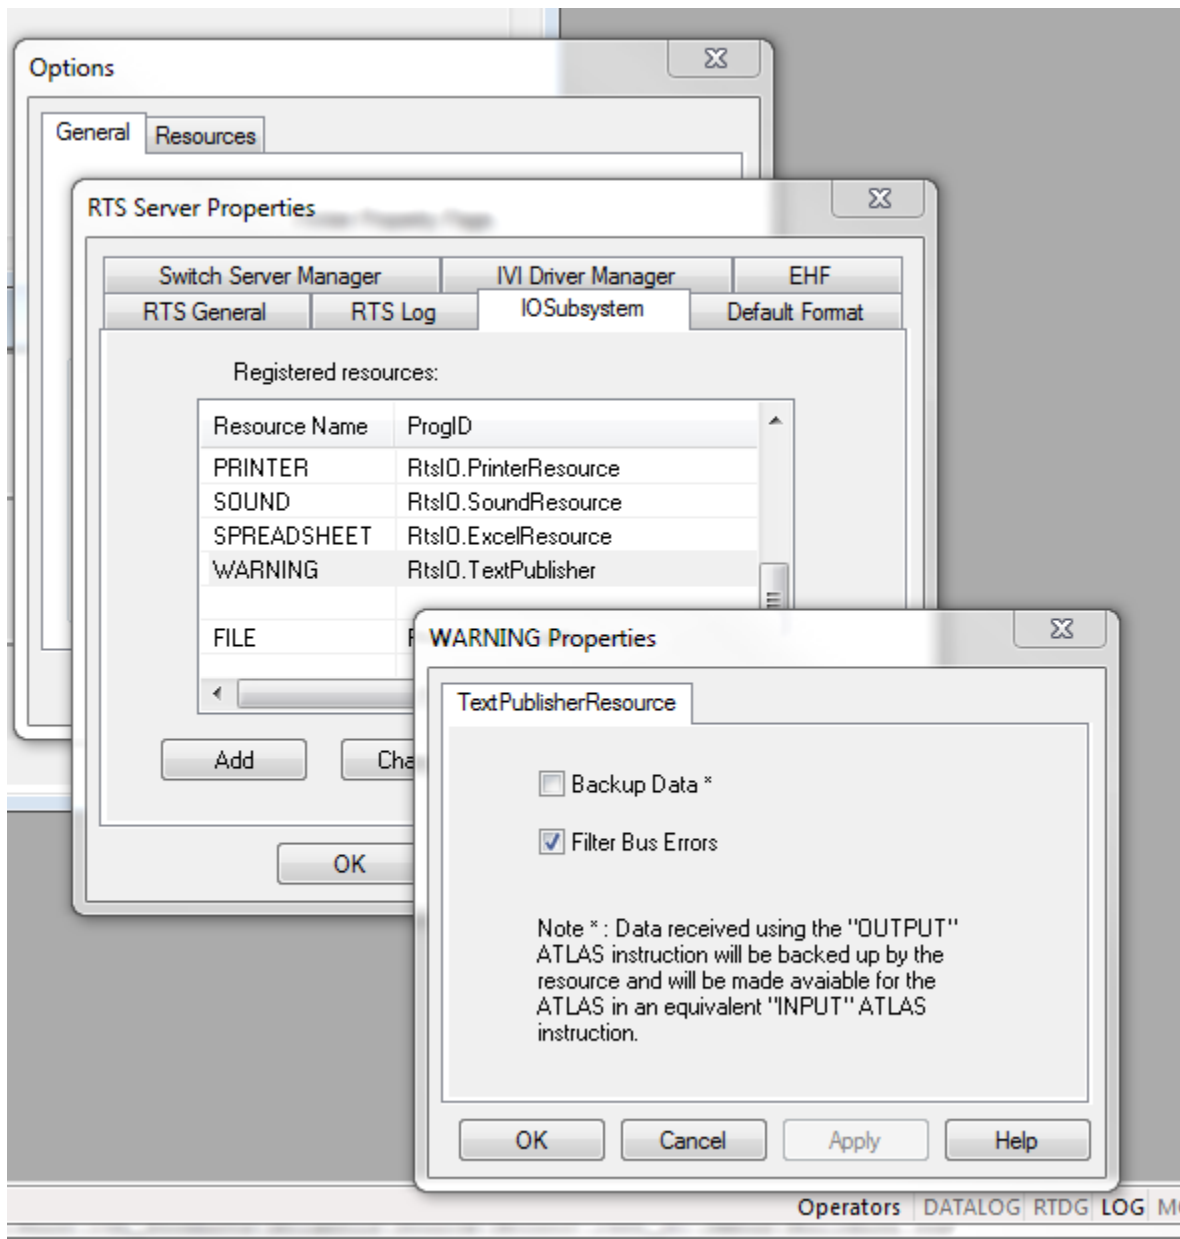 Options
General Resources
RTS Server Properties
Switch Server Manager IVI Driver Manager EHF
RTS General RTS Log IOSubsystem Default Format
Registered resources:
Resource Name ProgID
PRINTER RtsIO.PrinterResource
SOUND RtsIO.SoundResource
SPREADSHEET RtsIO.ExcelResource
WARNING RtsIO.TextPublisher
FILE
WARNING Properties
TextPublisherResource
Add Cha
Backup Data *
Filter Bus Errors
OK
Note * : Data received using the "OUTPUT"
ATLAS instruction will be backed up by the
resource and will be made avaiable for the
ATLAS in an equivalent "INPUT" ATLAS
instruction.
OK Cancel Apply Help
Operators DATALOG RTDG LOG